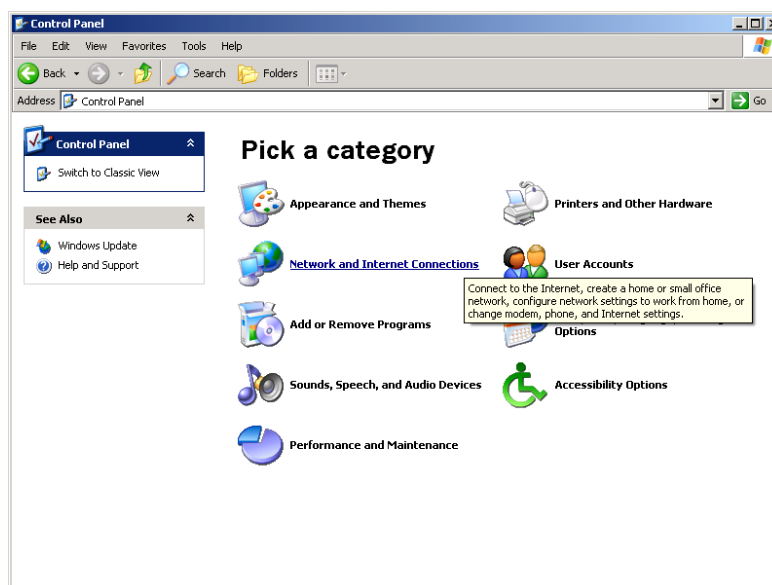 Control Panel
File Edit View Favorites Tools Help
Back Search Folders
Address Control Panel Go
Control Panel
Switch to Classic View
See Also
Windows Update
Help and Support
Pick a category
Appearance and Themes
Printers and Other Hardware
Network and Internet Connections
User Accounts
Connect to the Internet, create a home or small office
network, configure network settings to work from home, or
change modem, phone, and Internet settings.
Add or Remove Programs
Options
Sounds, Speech, and Audio Devices
Accessibility Options
Performance and Maintenance